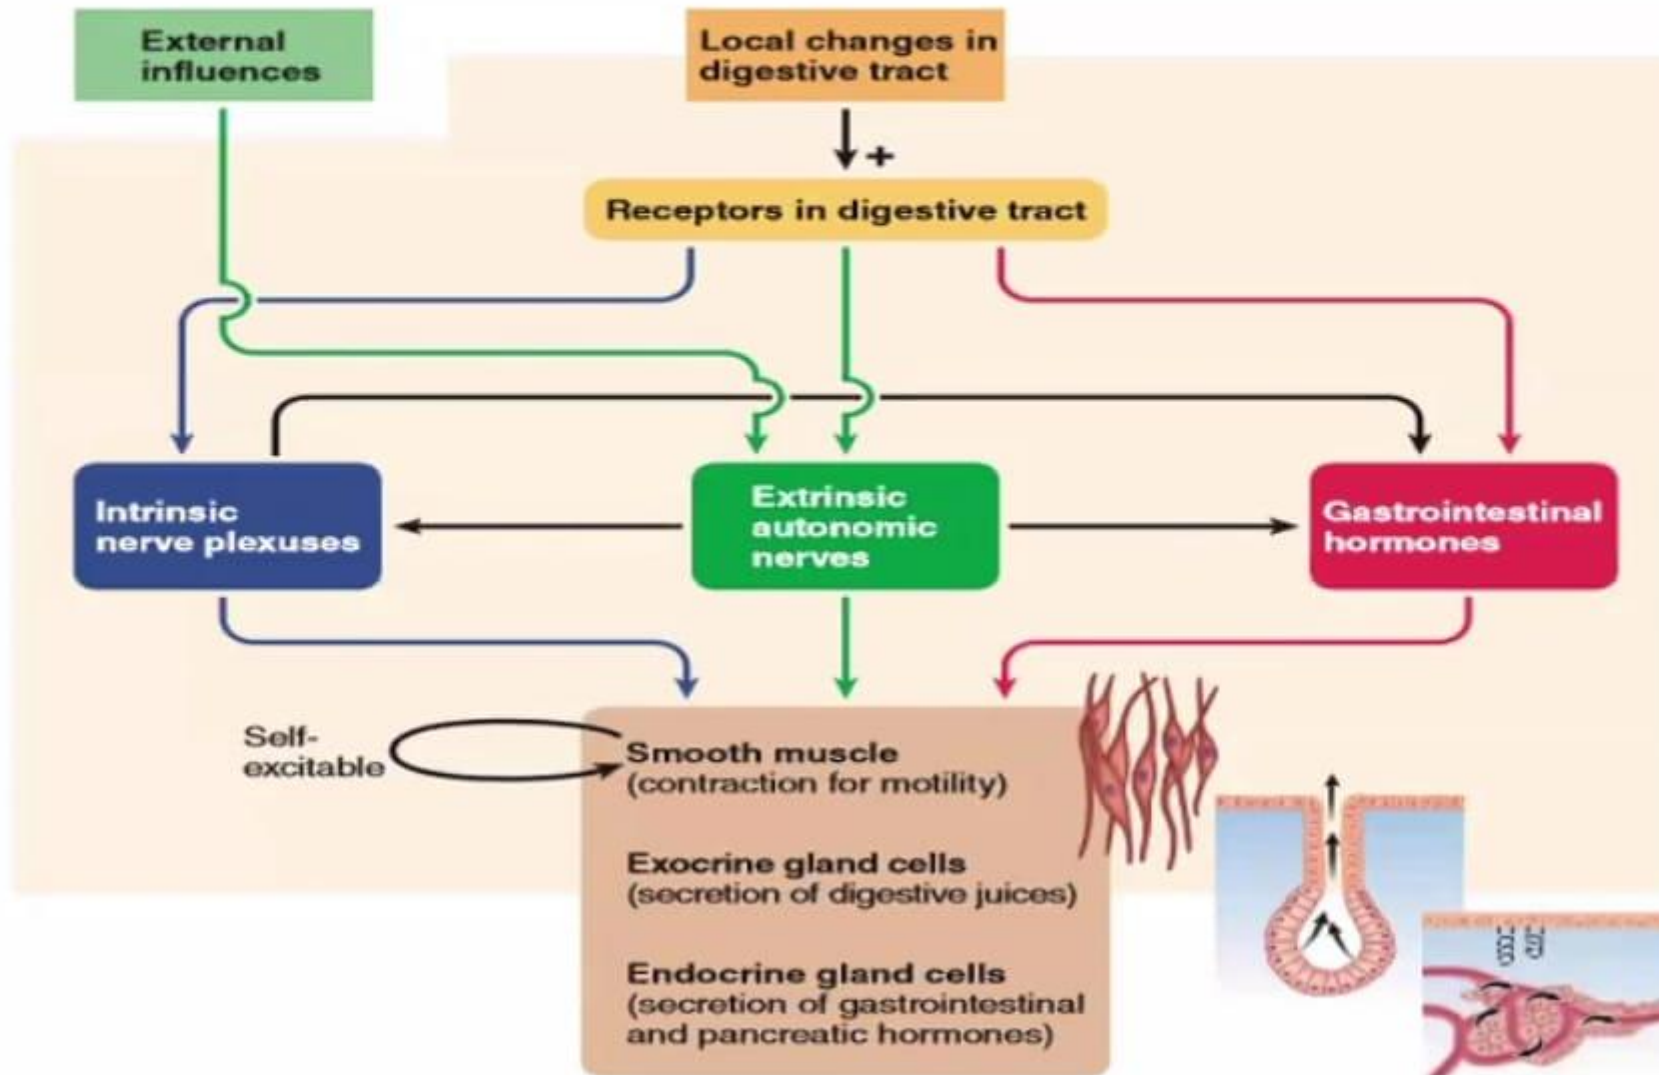 External
influences
Local changes in
digestive tract
+
Receptors in digestive tract
Intrinsic
nerve plexuses
Extrinsic
autonomic
nerves
Gastrointestinal
hormones
Self-
excitable
Smooth muscle
(contraction for motility)
Exocrine gland cells
(secretion of digestive juices)
Endocrine gland cells
(secretion of gastrointestinal
and pancreatic hormones)